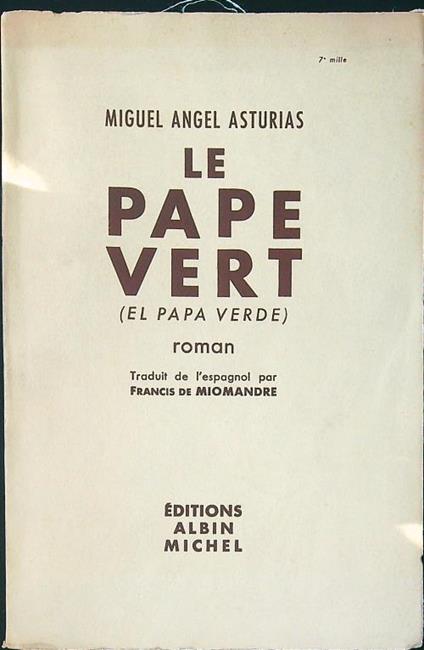 7e mille
MIGUEL ANGEL ASTURIAS
LE
PAPE
VERT
(EL PAPA VERDE)
roman
Traduit de l'espagnol par
FRANCIS DE MIOMANDRE
ÉDITIONS
ALBIN
MICHEL